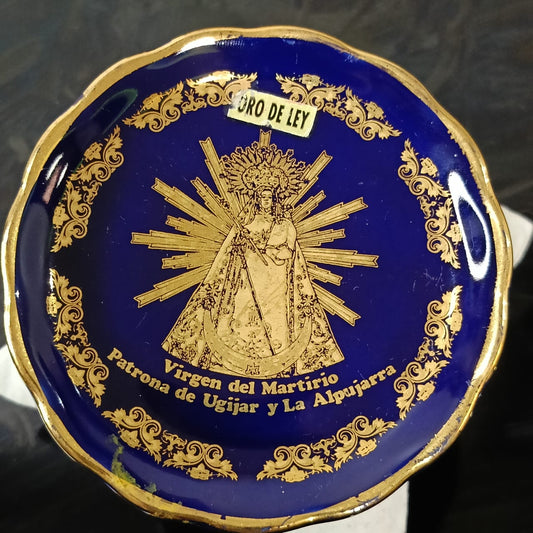 ORO DE LEY
Virgen del Martirio
Patrona de Ugijar y La Alpujarra